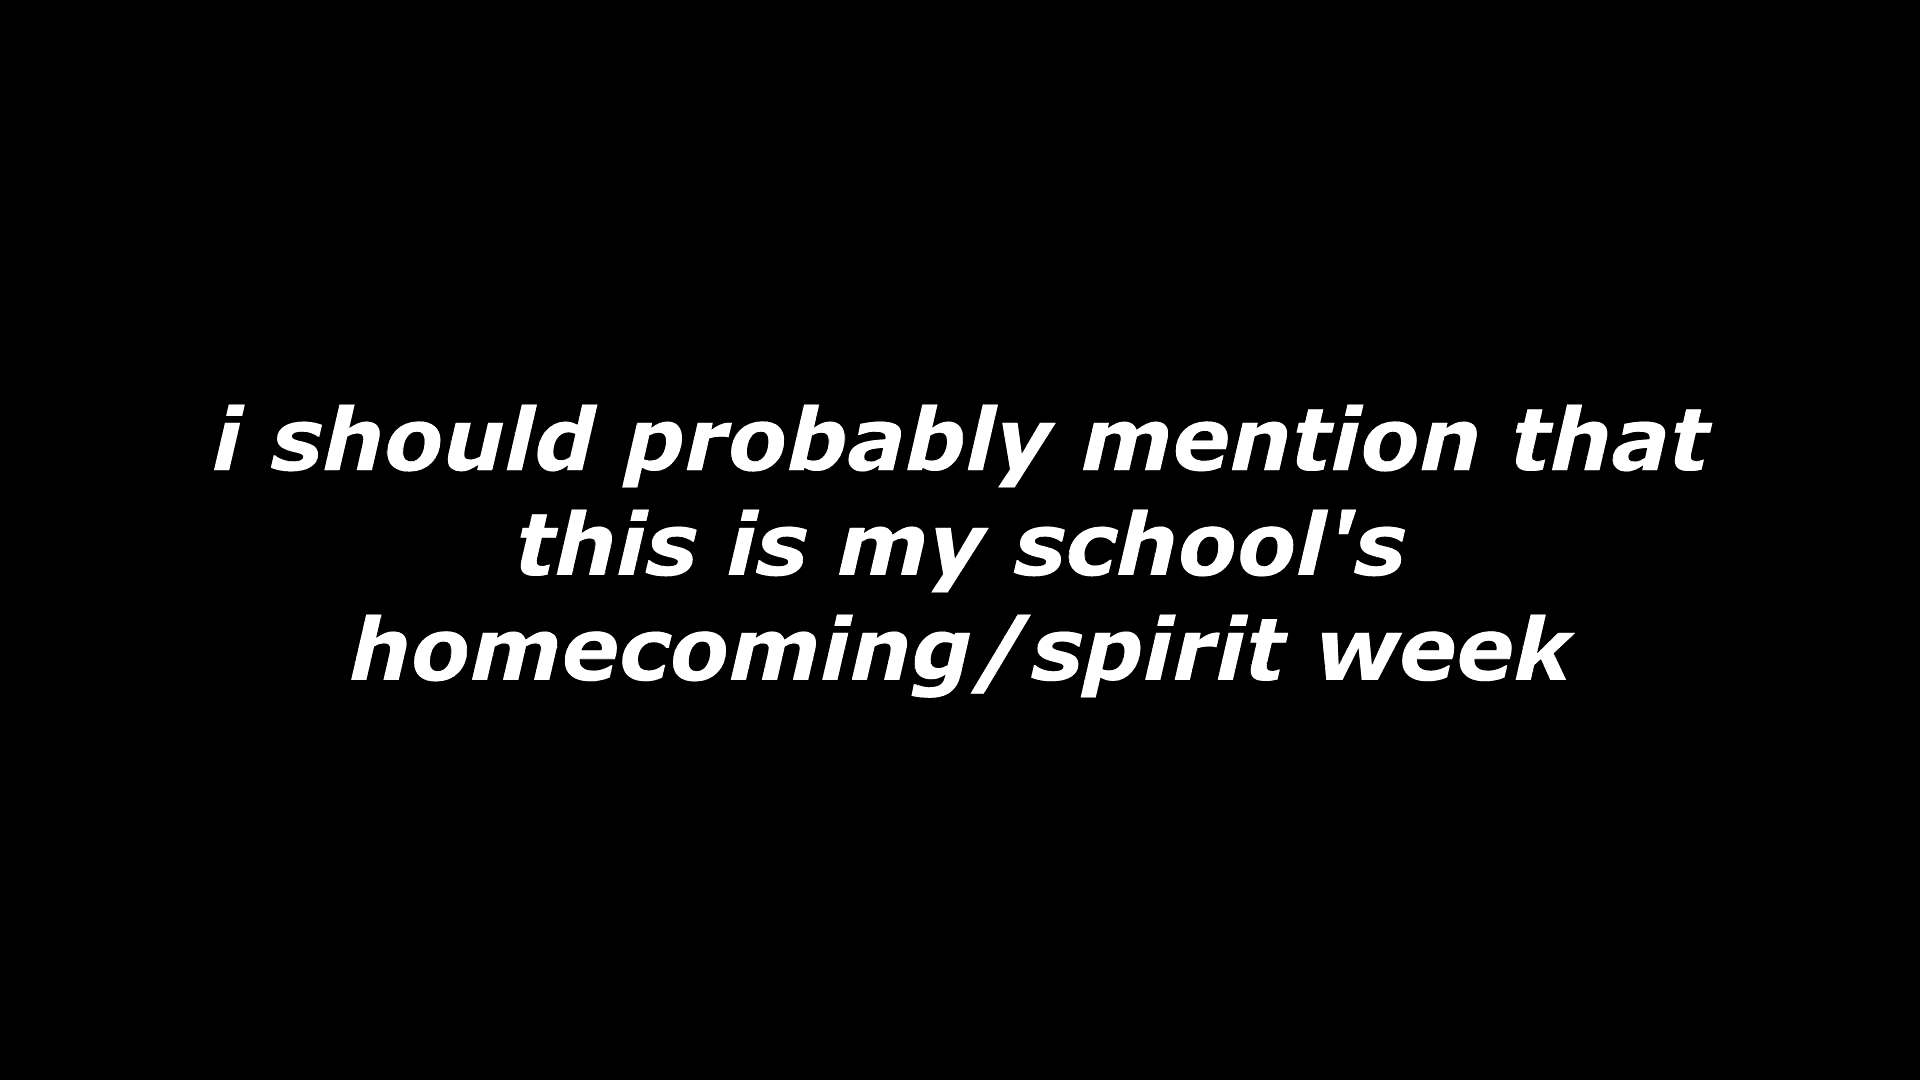 i should probably mention that
this is my school's
homecoming/spirit week